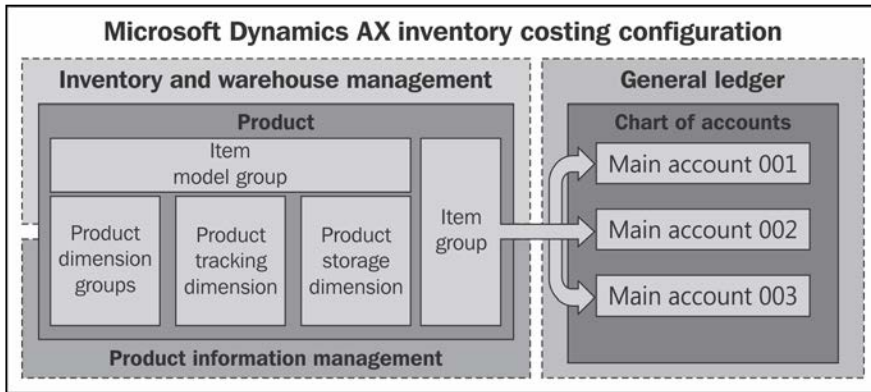 Microsoft Dynamics AX inventory costing configuration
Inventory and warehouse management
Product
Item
model group
Product
dimension
groups
Product
tracking
dimension
Product
storage
dimension
Item
group
Product information management
General ledger
Chart of accounts
Main account 001
Main account 002
Main account 003